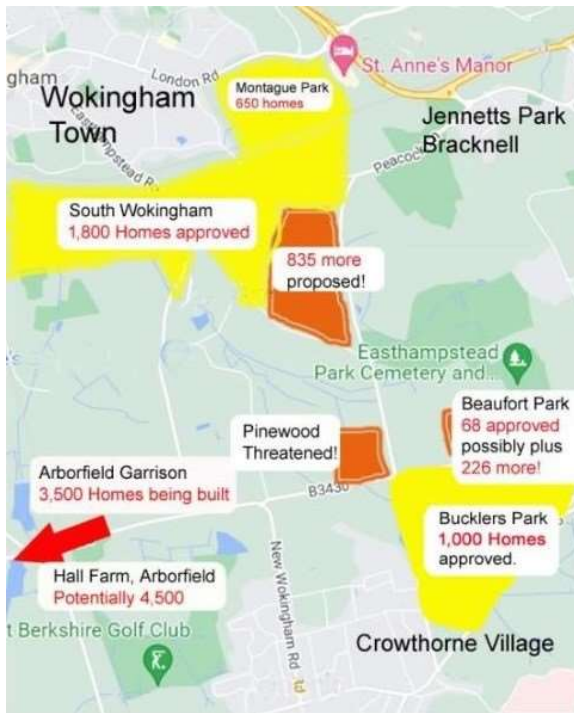 London Rd
gham
Montague Park
650 homes
St. Anne's Manor
Wokingham
Town
Jennetts Park
Bracknell
Easthampstead R
Peacock
South Wokingham
1,800 Homes approved
835 more
proposed!
Easthampstead
Park Cemetery and...
Beaufort Park
68 approved
possibly plus
226 more!
Pinewood
Threatened!
Arborfield Garrison
3,500 Homes being built
B3430
Bucklers Park
1,000 Homes
approved.
Hall Farm, Arborfield
Potentially 4,500
New Wokingham Rd
t Berkshire Golf Club
Crowthorne Village